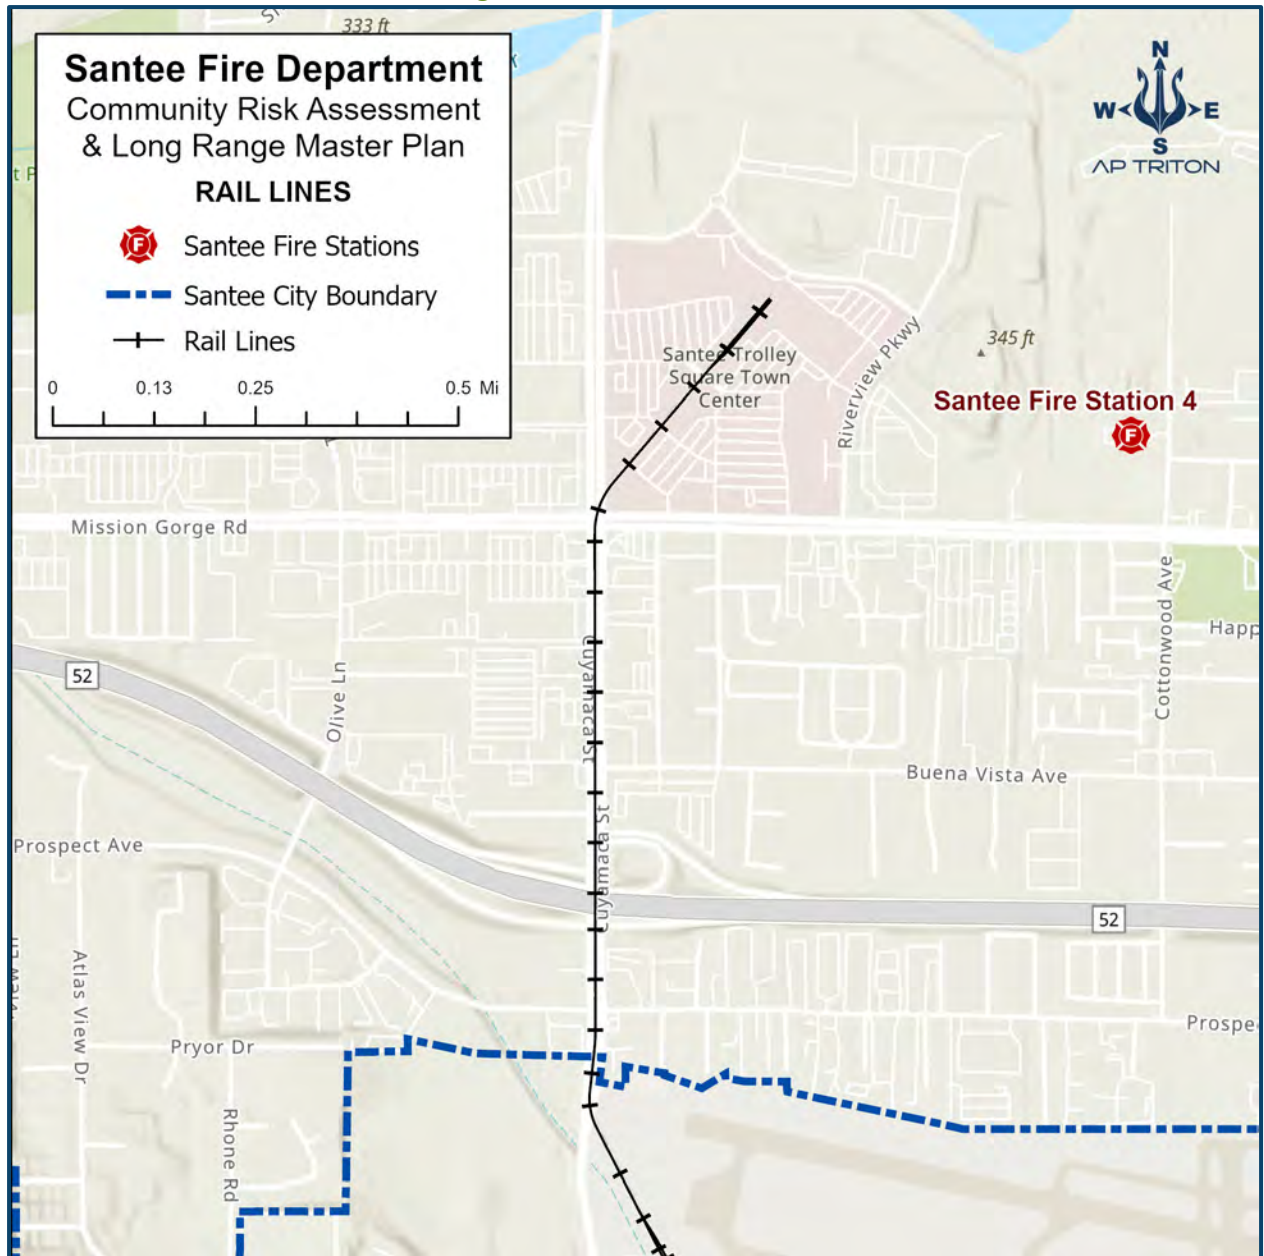 333 ft
Santee Fire Department
Community Risk Assessment
& Long Range Master Plan
RAIL LINES
F
Santee Fire Stations
Santee City Boundary
Rail Lines
0 0.13 0.25 0.5 Mi
N
W E
S
AP TRITON
Santee Trolley
Square Town
Center
Riverview Pkwy
345 ft
Santee Fire Station 4
F
Mission Gorge Rd
Cottonwood Ave
Happ
52
Olive Ln
Cuyamaca St
Buena Vista Ave
Cuyamaca St
Prospect Ave
52
Atlas View Dr
Prospe
Pryor Dr
Rhone Rd